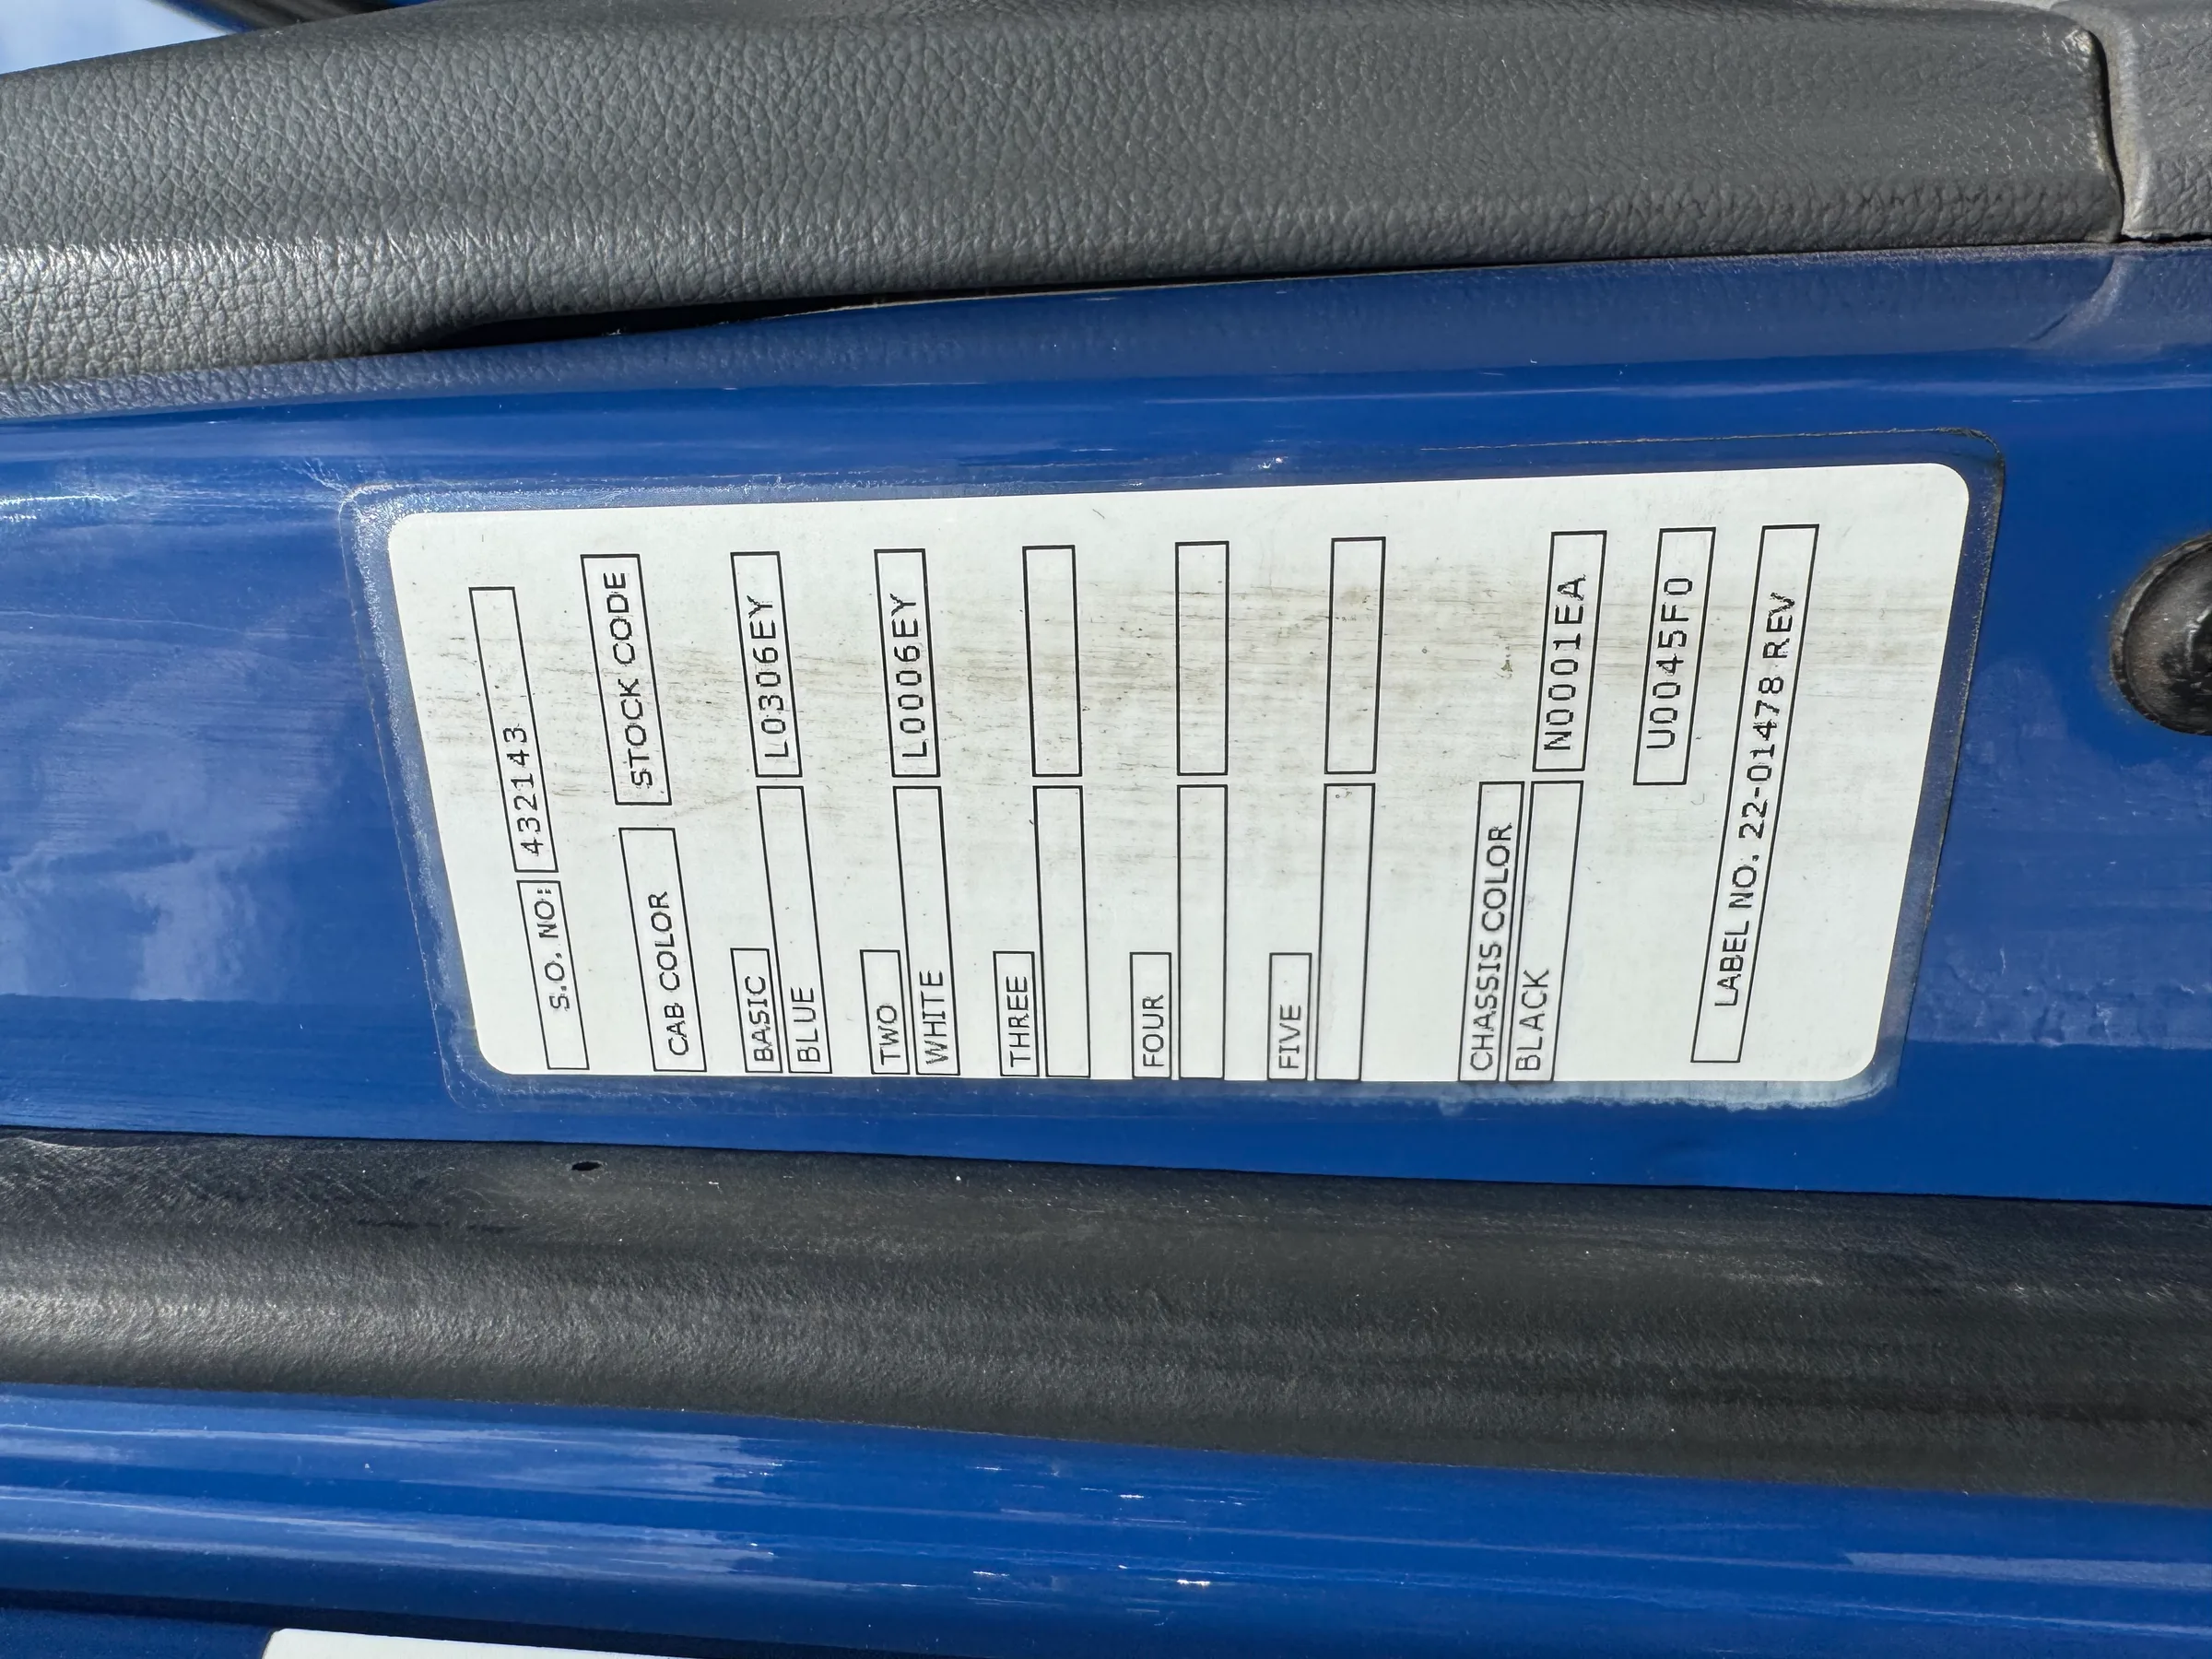 S.O. NO: 432143
CAB COLOR STOCK CODE
BASIC
BLUE L0306EY
TWO
WHITE L0006EY
THREE
FOUR
FIVE
CHASSIS COLOR
BLACK N0001EA
U0045F0
LABEL NO. 22-01478 REV